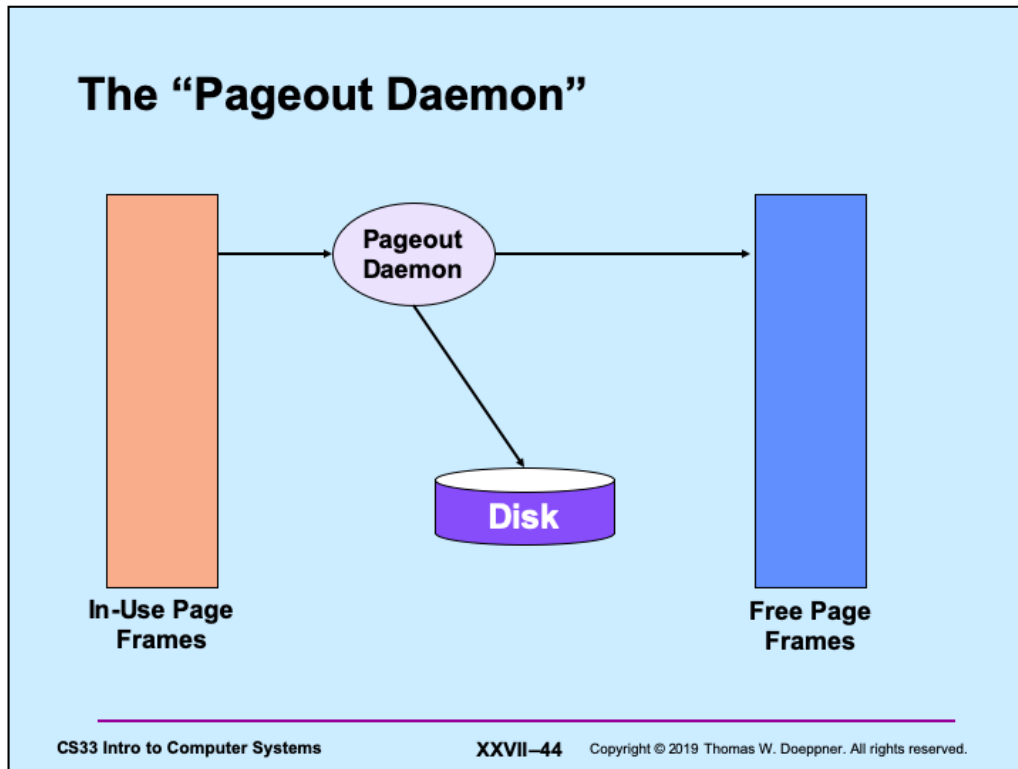 The “Pageout Daemon”
Pageout
Daemon
Disk
In-Use Page
Frames
Free Page
Frames
CS33 Intro to Computer Systems
XXVII–44
Copyright © 2019 Thomas W. Doeppner. All rights reserved.